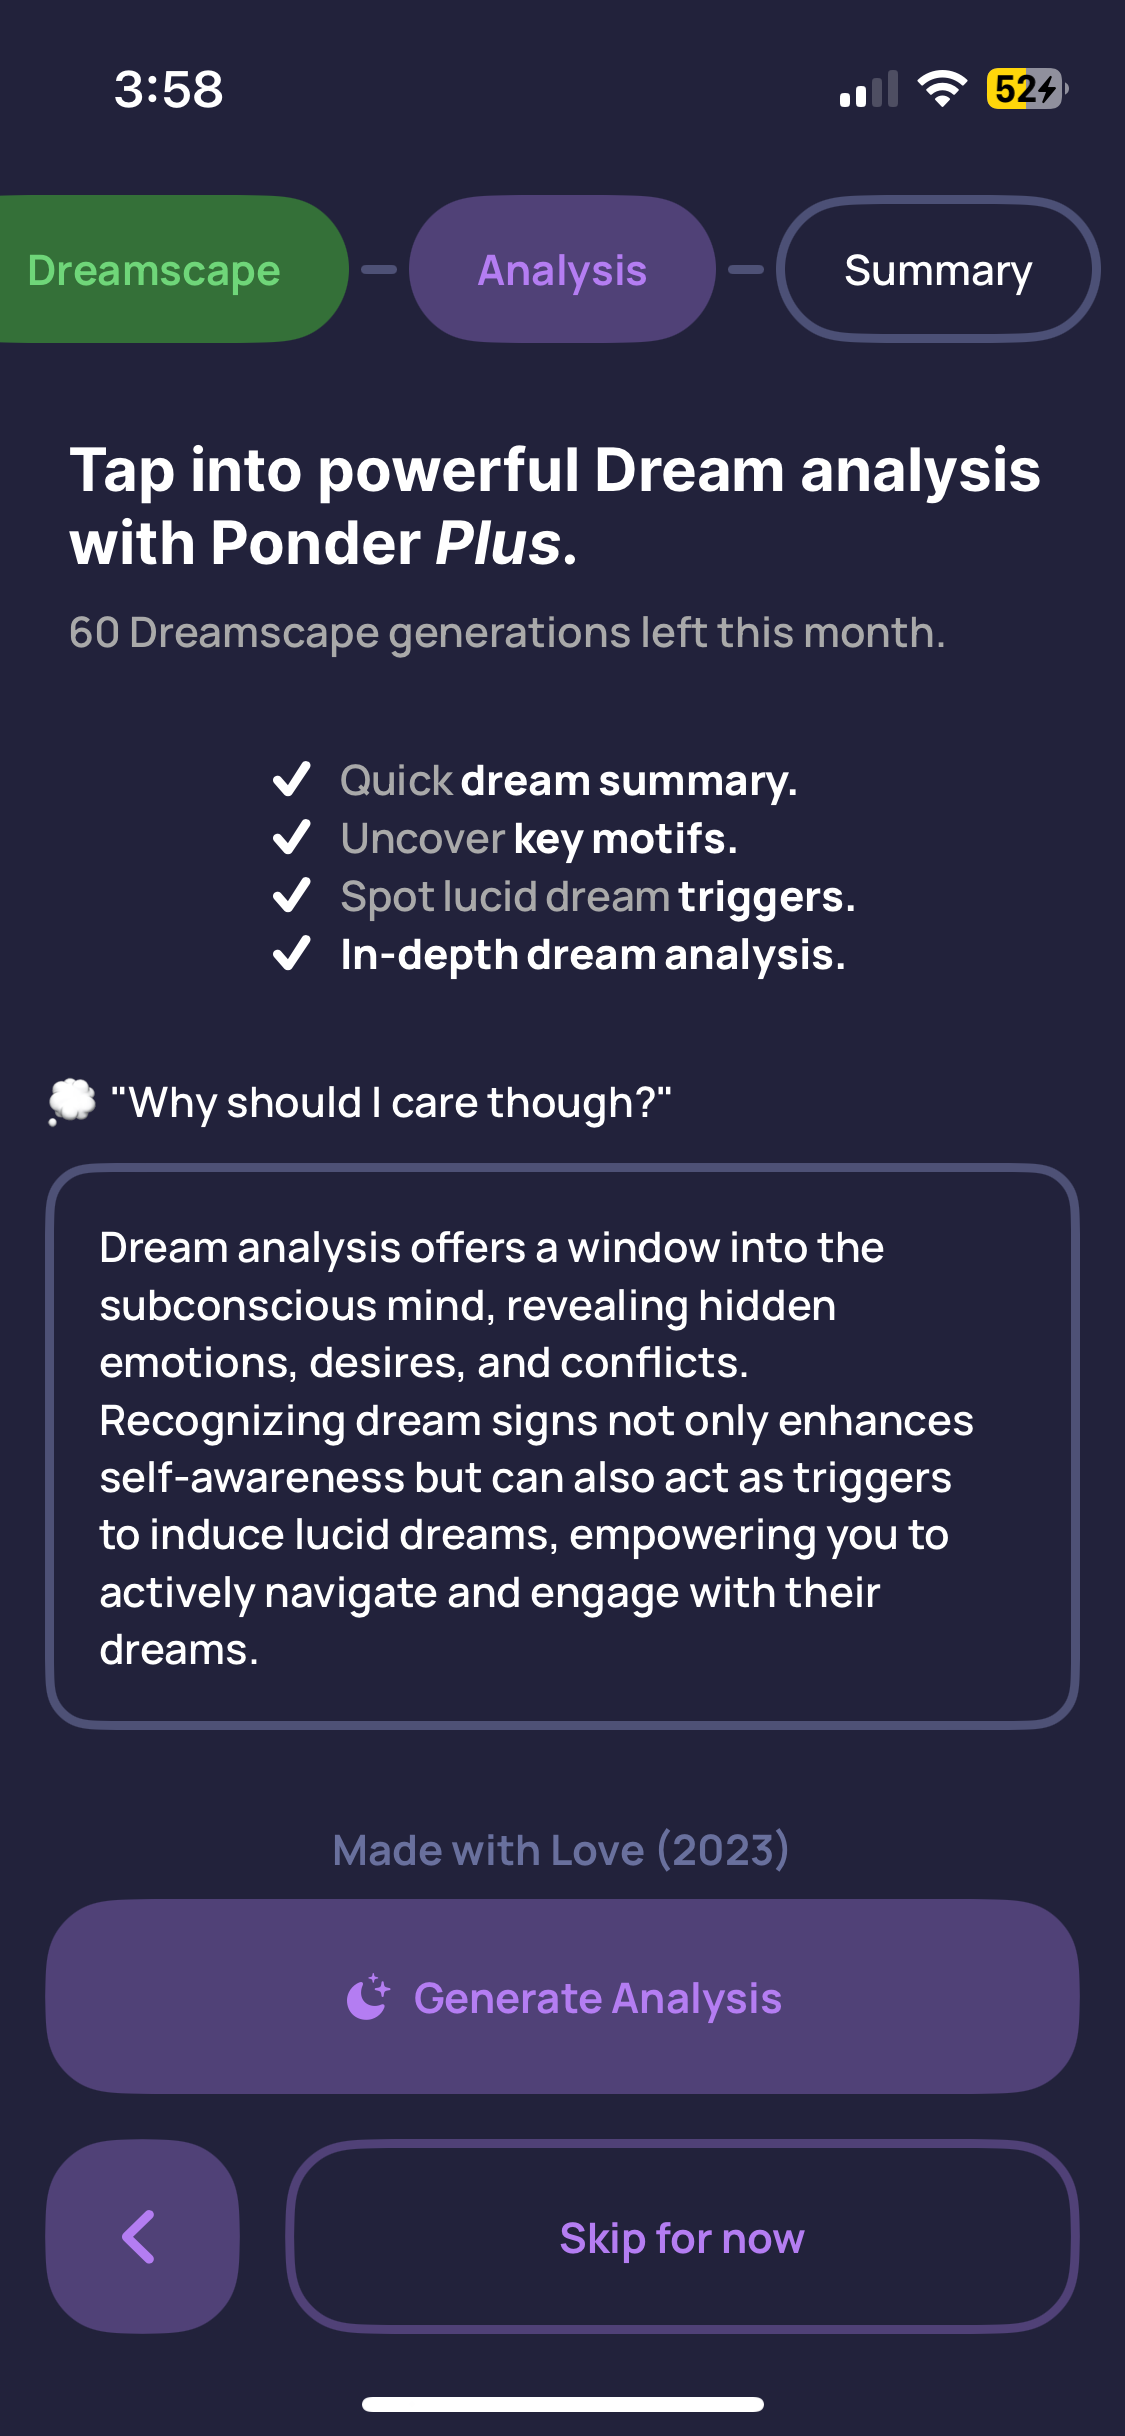 3:58
52
Dreamscape
Analysis
Summary
Tap into powerful Dream analysis
with Ponder Plus.
60 Dreamscape generations left this month.
Quick dream summary.
Uncover key motifs.
Spot lucid dream triggers.
In-depth dream analysis.
"Why should I care though?"
Dream analysis offers a window into the
subconscious mind, revealing hidden
emotions, desires, and conflicts.
Recognizing dream signs not only enhances
self-awareness but can also act as triggers
to induce lucid dreams, empowering you to
actively navigate and engage with their
dreams.
Made with Love (2023)
Generate Analysis
Skip for now